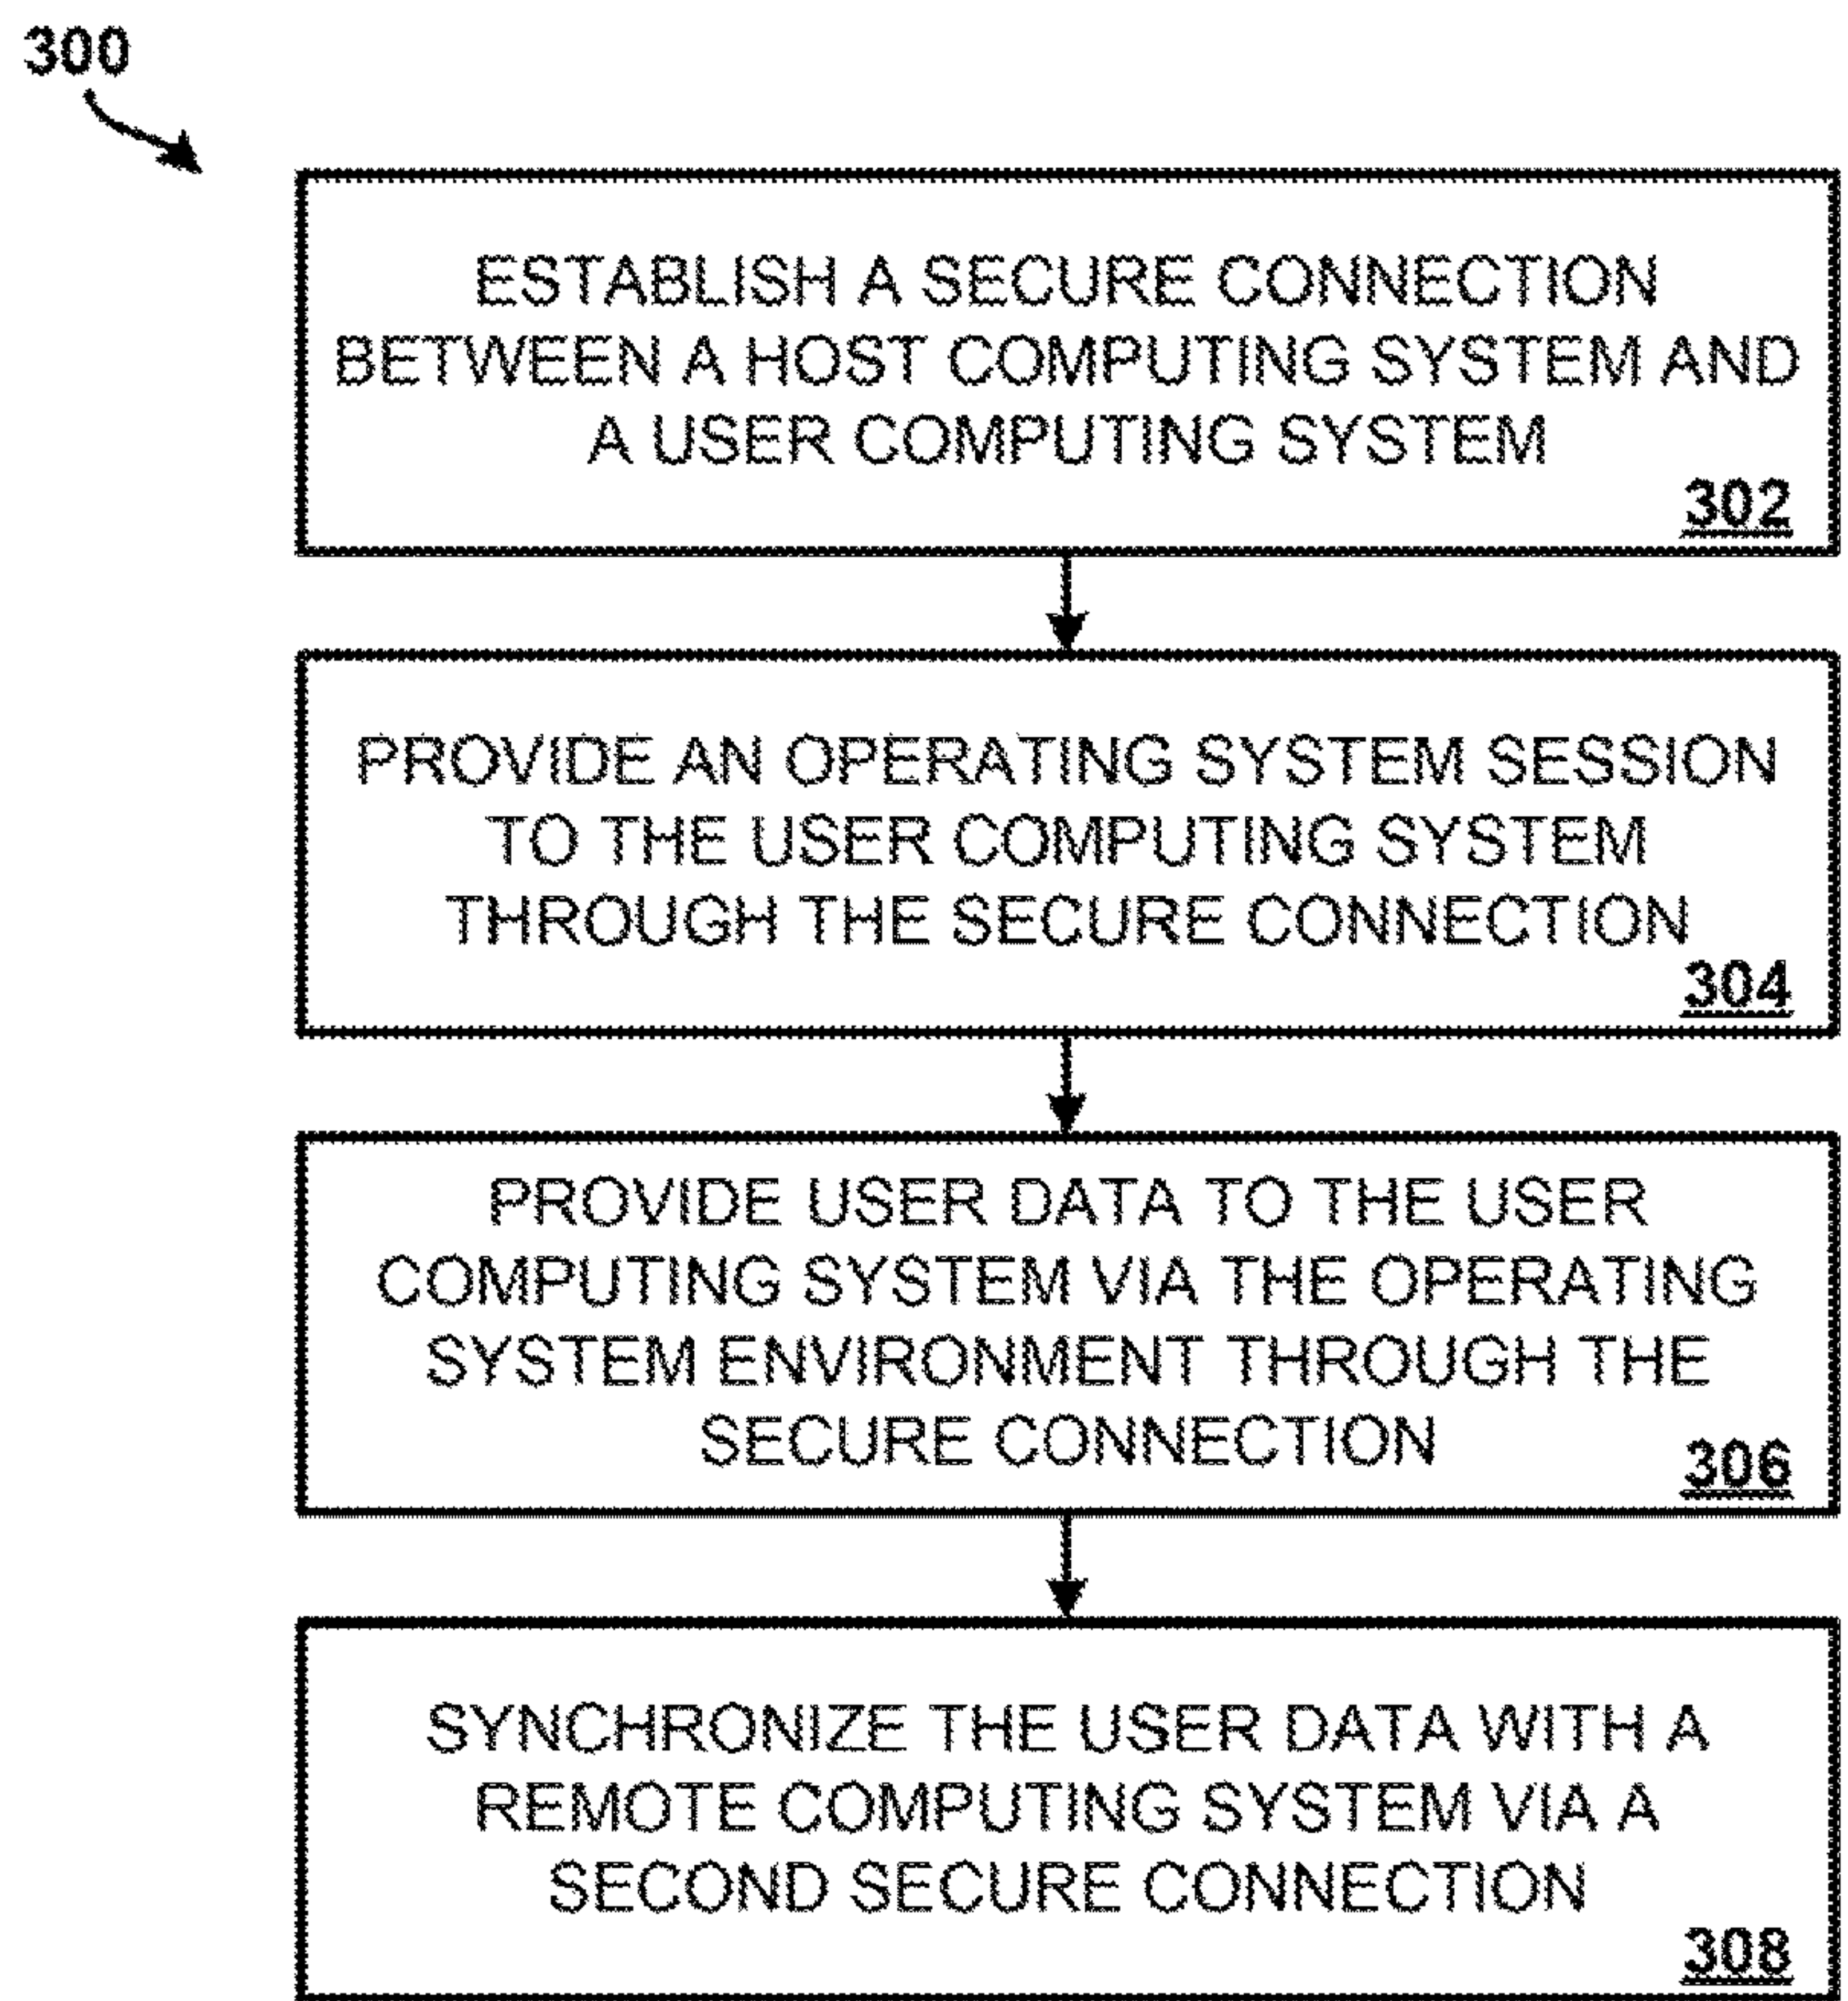 300
ESTABLISH A SECURE CONNECTION
BETWEEN A HOST COMPUTING SYSTEM AND
A USER COMPUTING SYSTEM
302
PROVIDE AN OPERATING SYSTEM SESSION
TO THE USER COMPUTING SYSTEM
THROUGH THE SECURE CONNECTION
304
PROVIDE USER DATA TO THE USER
COMPUTING SYSTEM VIA THE OPERATING
SYSTEM ENVIRONMENT THROUGH THE
SECURE CONNECTION
306
SYNCHRONIZE THE USER DATA WITH A
REMOTE COMPUTING SYSTEM VIA A
SECOND SECURE CONNECTION
308